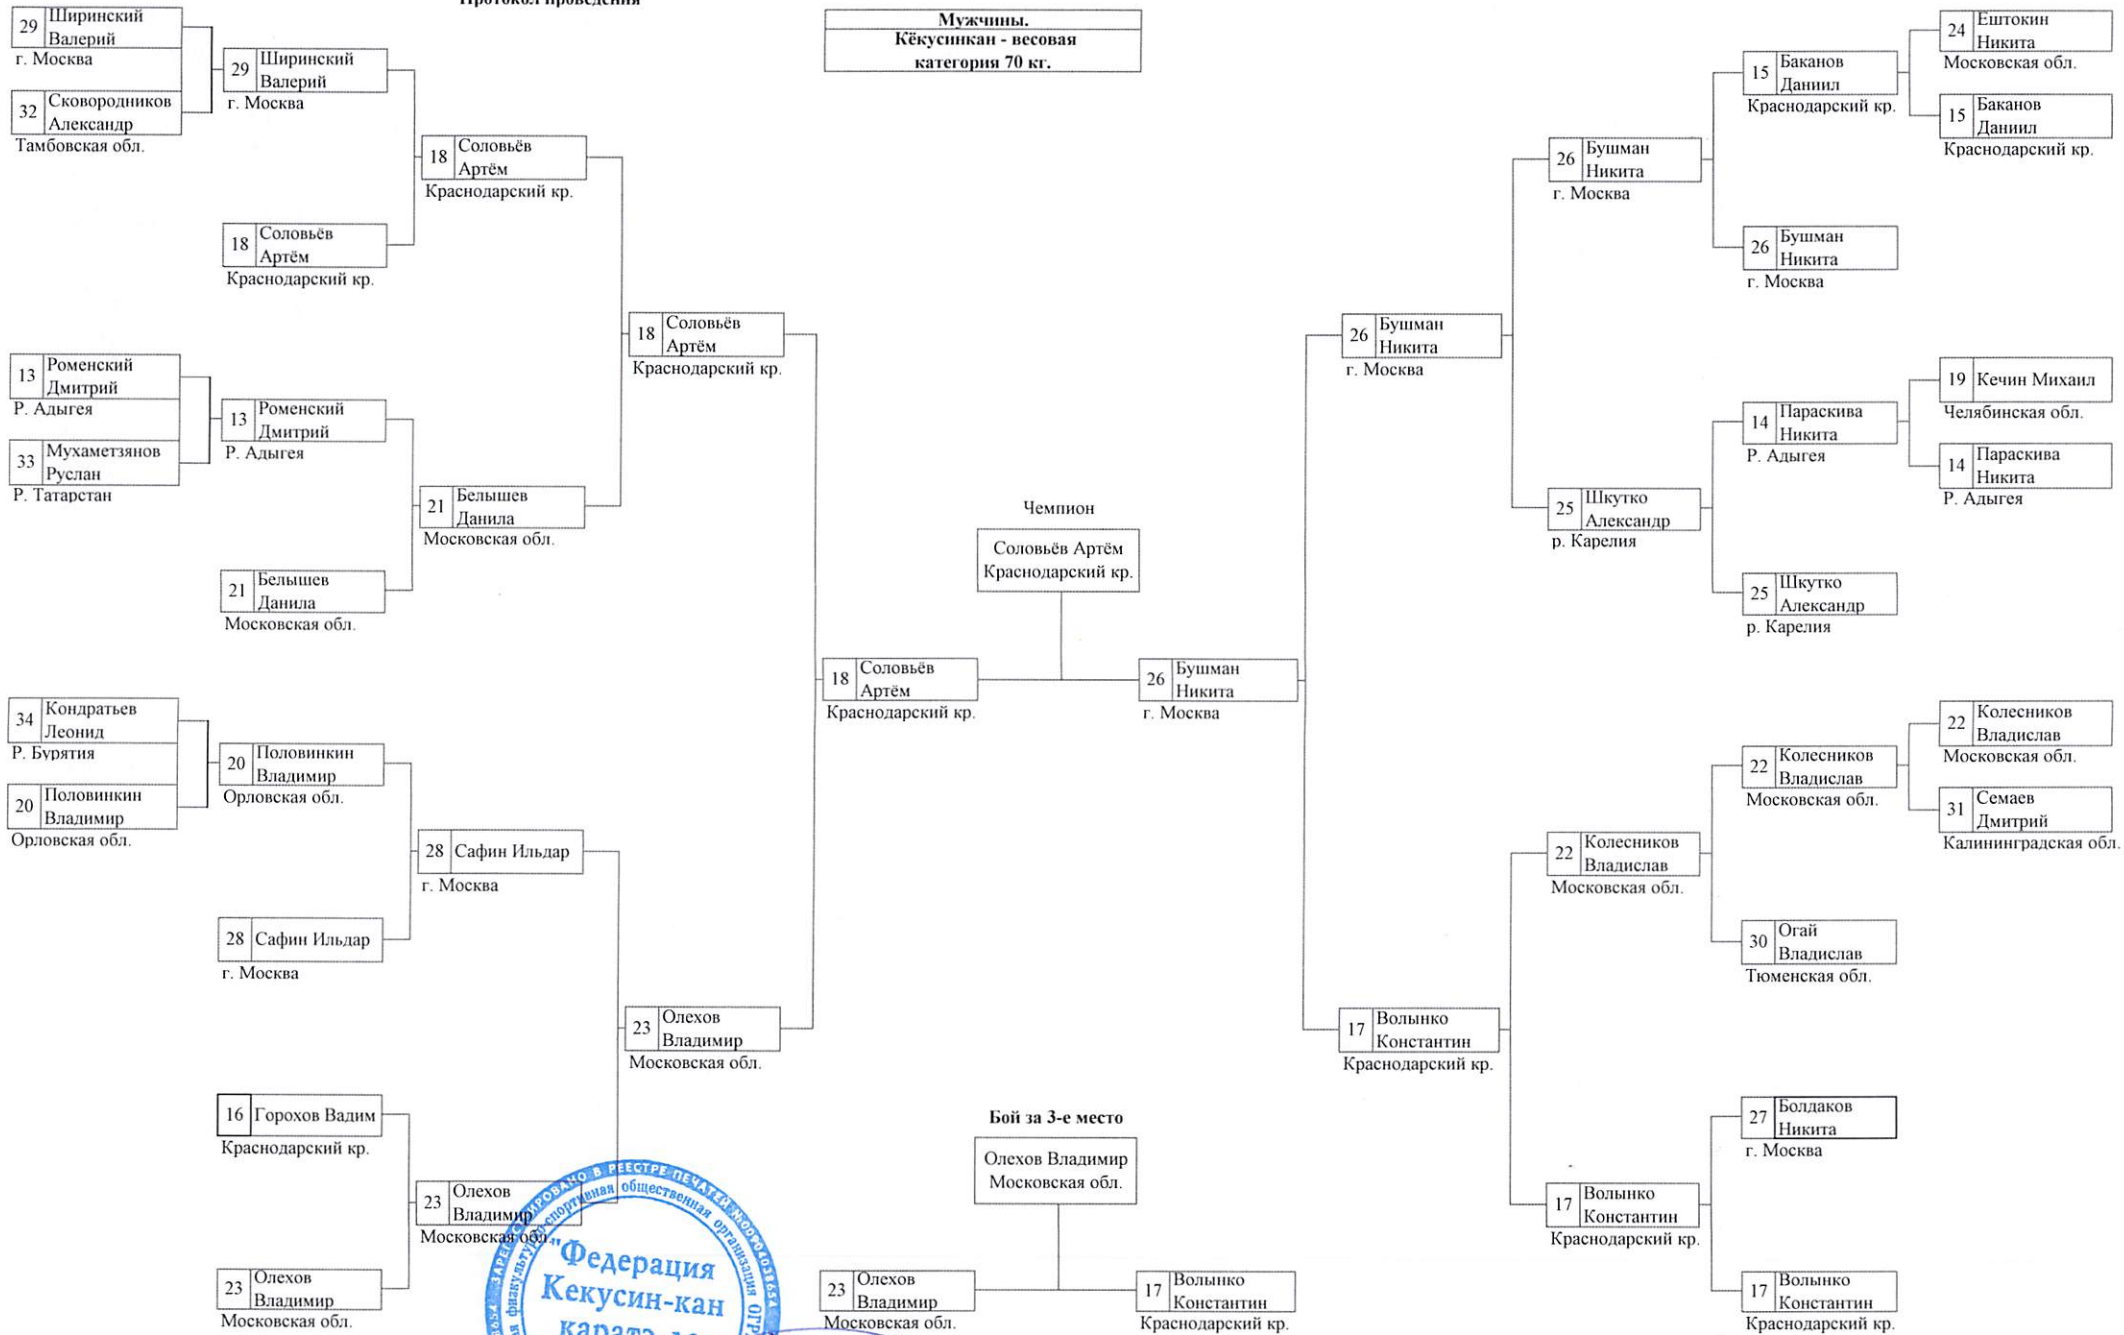 Протокол проведения
Мужчины.
Кёкусинкан - весовая
категория 70 кг.
29 Ширинский
Валерий
г. Москва
32 Сковородников
Александр
Тамбовская обл.
29 Ширинский
Валерий
г. Москва
18 Соловьёв
Артём
Краснодарский кр.
18 Соловьёв
Артём
Краснодарский кр.
13 Роменский
Дмитрий
Р. Адыгея
33 Мухаметзянов
Руслан
Р. Татарстан
13 Роменский
Дмитрий
Р. Адыгея
21 Белышев
Данила
Московская обл.
21 Белышев
Данила
Московская обл.
18 Соловьёв
Артём
Краснодарский кр.
34 Кондратьев
Леонид
Р. Бурятия
20 Половинкин
Владимир
Орловская обл.
20 Половинкин
Владимир
Орловская обл.
28 Сафин Ильдар
г. Москва
28 Сафин Ильдар
г. Москва
16 Горохов Вадим
Краснодарский кр.
23 Олехов
Владимир
Московская обл.
23 Олехов
Владимир
Московская обл.
23 Олехов
Владимир
Московская обл.
18 Соловьёв
Артём
Краснодарский кр.
Чемпион
Соловьёв Артём
Краснодарский кр.
26 Бушман
Никита
г. Москва
26 Бушман
Никита
г. Москва
26 Бушман
Никита
г. Москва
15 Баканов
Даниил
Краснодарский кр.
24 Ештокин
Никита
Московская обл.
15 Баканов
Даниил
Краснодарский кр.
26 Бушман
Никита
г. Москва
25 Шкутко
Александр
р. Карелия
14 Параскива
Никита
Р. Адыгея
19 Кечин Михаил
Челябинская обл.
14 Параскива
Никита
Р. Адыгея
25 Шкутко
Александр
р. Карелия
17 Волынко
Константин
Краснодарский кр.
22 Колесников
Владислав
Московская обл.
22 Колесников
Владислав
Московская обл.
22 Колесников
Владислав
Московская обл.
31 Семаев
Дмитрий
Калининградская обл.
30 Огай
Владислав
Тюменская обл.
17 Волынко
Константин
Краснодарский кр.
27 Болдаков
Никита
г. Москва
17 Волынко
Константин
Краснодарский кр.
Бой за 3-е место
Олехов Владимир
Московская обл.
23 Олехов
Владимир
Московская обл.
17 Волынко
Константин
Краснодарский кр.
ЗАРЕГИСТРИРОВАНО В РЕЕСТРЕ ПЕЧАТЕЙ
спортивная общественная организация
"Федерация
Кекусин-кан
каратэ